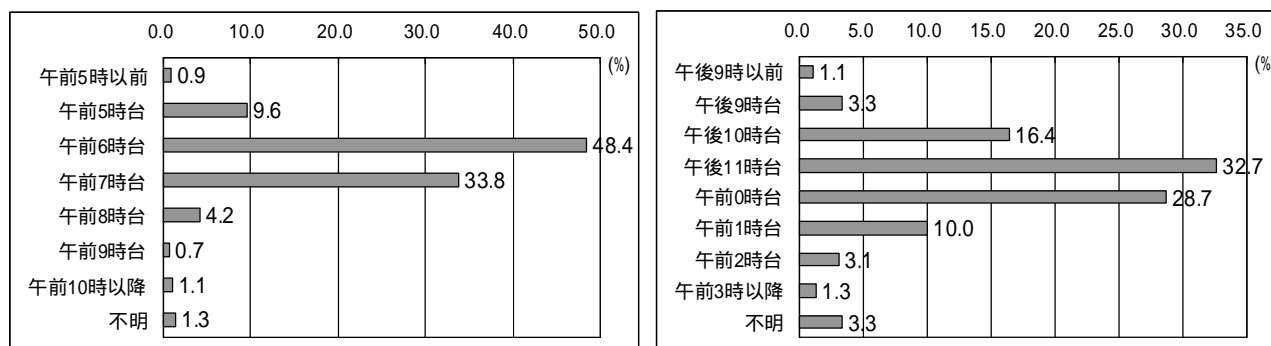 0.0 10.0 20.0 30.0 40.0 50.0
(%)
午前5時以前 0.9
午前5時台 9.6
午前6時台 48.4
午前7時台 33.8
午前8時台 4.2
午前9時台 0.7
午前10時以降 1.1
不明 1.3
0.0 5.0 10.0 15.0 20.0 25.0 30.0 35.0
(%
午後9時以前 1.1
午後9時台 3.3
午後10時台 16.4
午後11時台 32.7
午前0時台 28.7
午前1時台 10.0
午前2時台 3.1
午前3時以降 1.3
不明 3.3